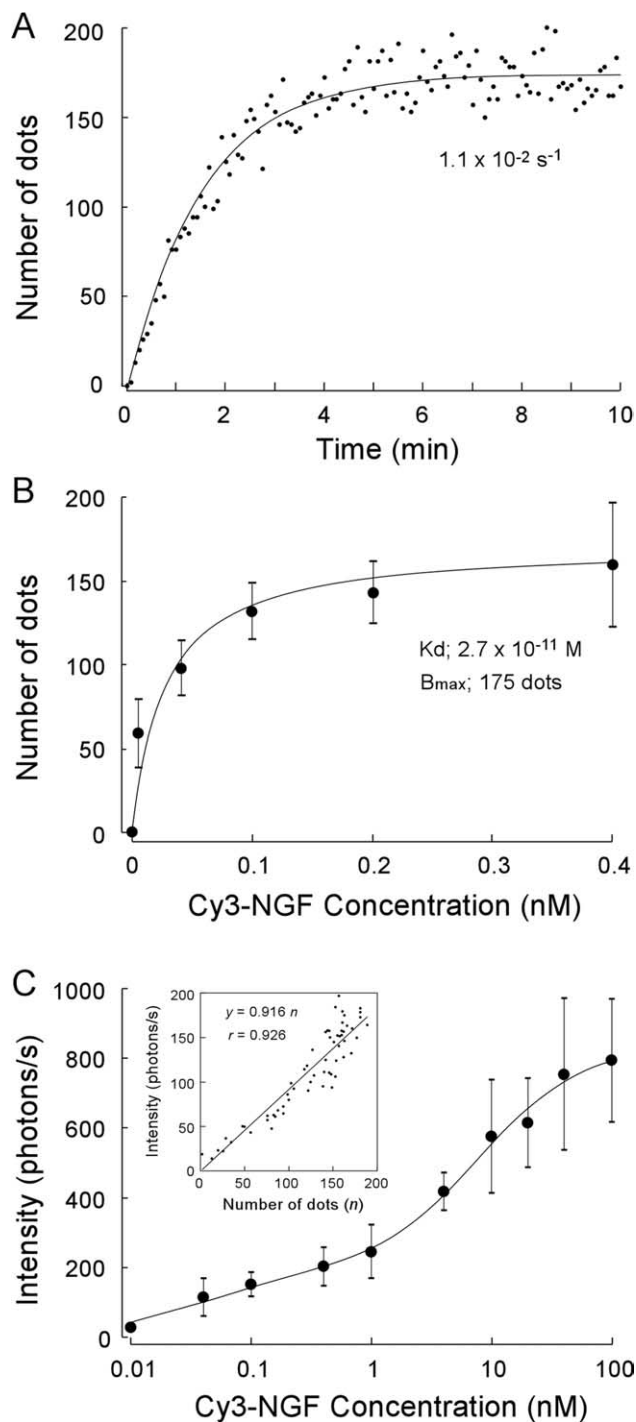 A
200
150
100
50
0
Number of dots
1.1 x 10⁻² s⁻¹
0 2 4 6 8 10
Time (min)
B
200
150
100
50
0
Number of dots
Kd; 2.7 x 10⁻¹¹ M
Bmax; 175 dots
0 0.1 0.2 0.3 0.4
Cy3-NGF Concentration (nM)
C
1000
800
600
400
200
0
Intensity (photons/s)
200
150
100
50
0
Intensity (photons/s)
y = 0.916 n
r = 0.926
0 50 100 150 200
Number of dots (n)
0.01 0.1 1 10 100
Cy3-NGF Concentration (nM)